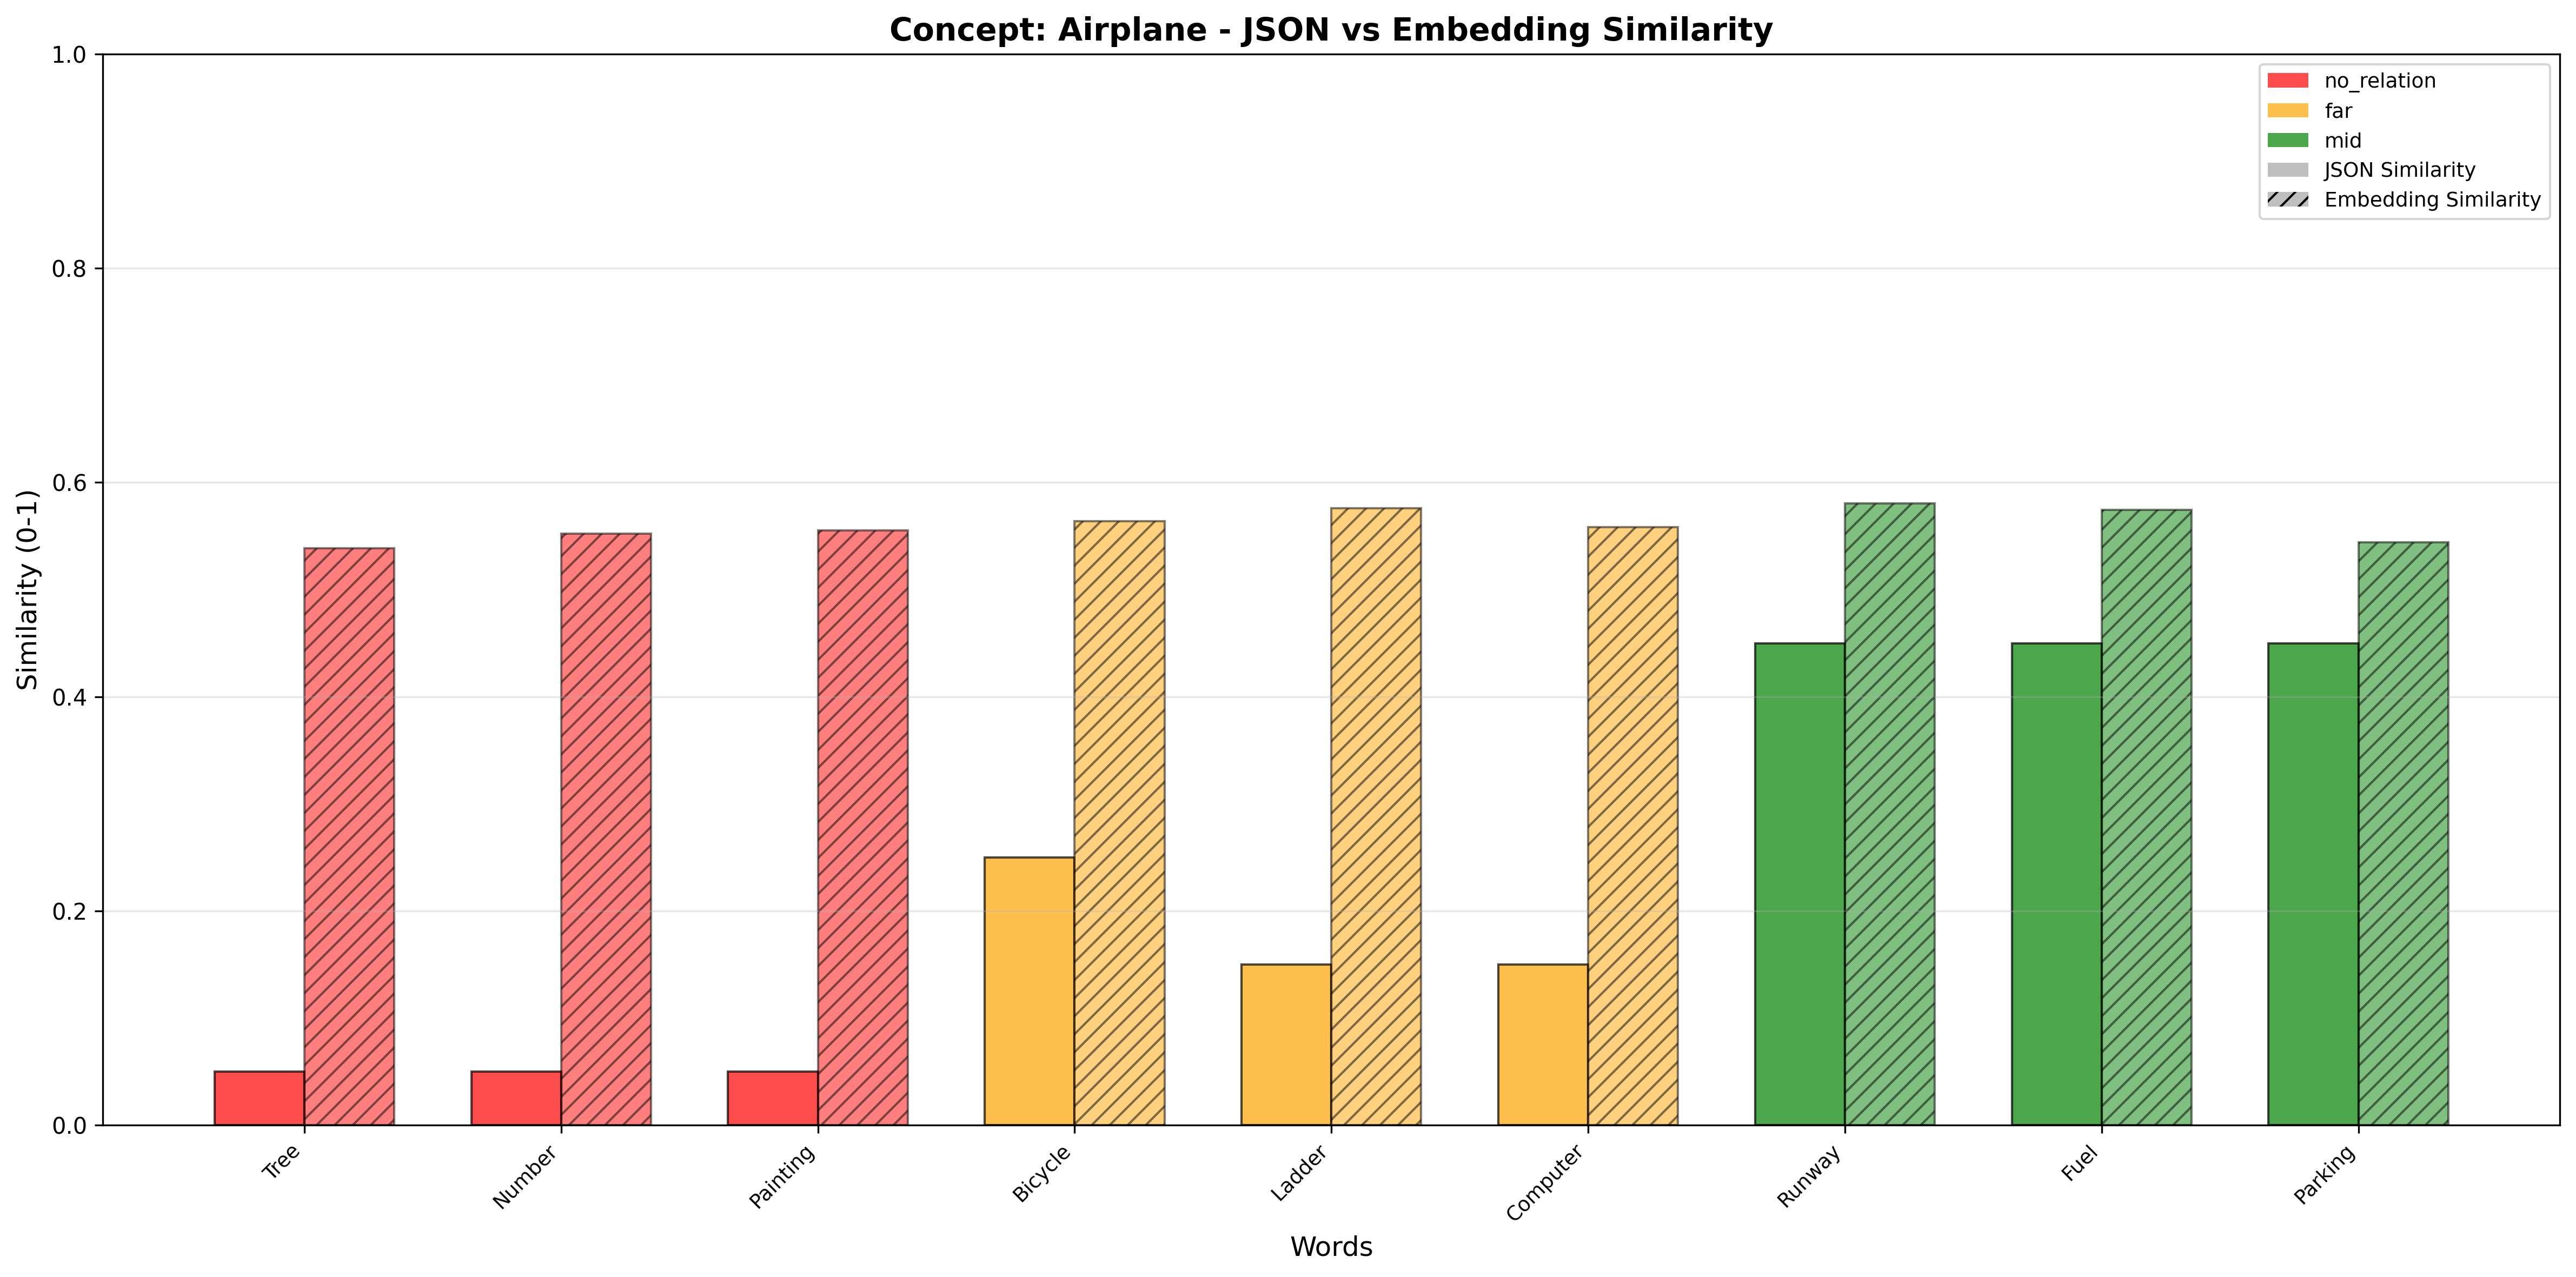 Concept: Airplane - JSON vs Embedding Similarity
1.0
0.8
0.6
0.4
0.2
0.0
Similarity (0-1)
no_relation
far
mid
JSON Similarity
Embedding Similarity
Tree
Number
Painting
Bicycle
Ladder
Computer
Runway
Fuel
Parking
Words